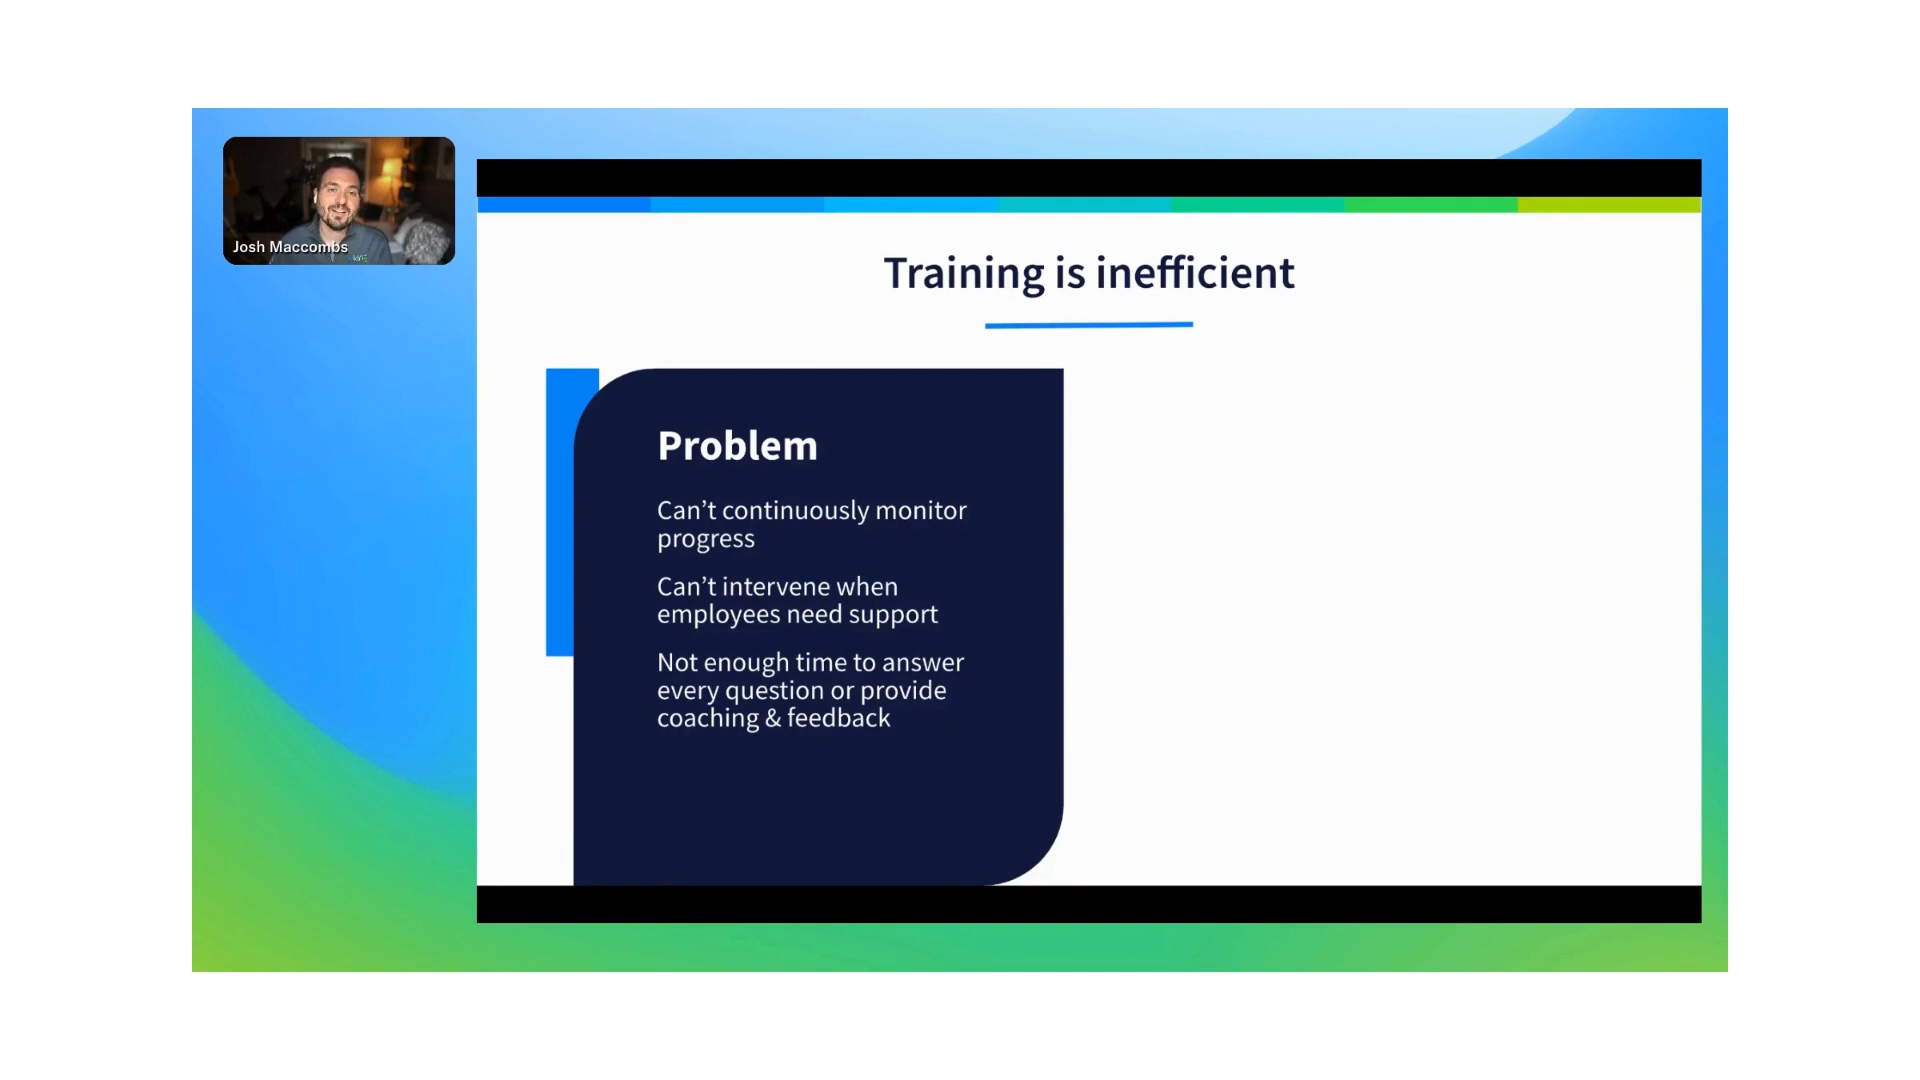 Josh Maccombs
Training is inefficient
Problem
Can’t continuously monitor
progress
Can’t intervene when
employees need support
Not enough time to answer
every question or provide
coaching & feedback